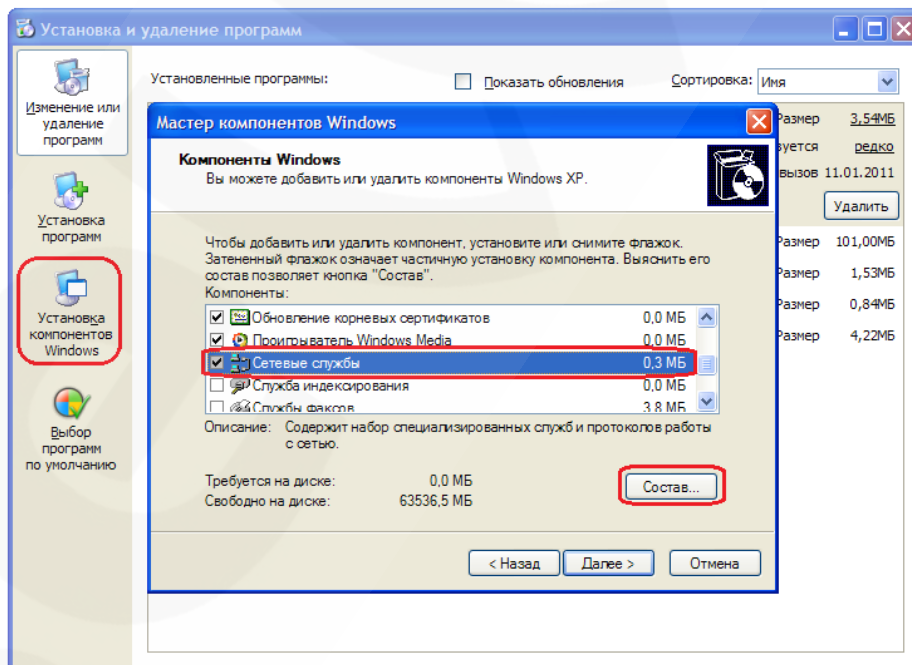 Установка и удаление программ
Изменение или
удаление
программ
Установка
программ
Установка
компонентов
Windows
Выбор
программ
по умолчанию
Установленные программы:
Показать обновления
Сортировка: Имя
Размер 3,54МБ
зуется редко
вызов 11.01.2011
Удалить
Размер 101,00МБ
Размер 1,53МБ
Размер 0,84МБ
Размер 4,22МБ
Мастер компонентов Windows
Компоненты Windows
Вы можете добавить или удалить компоненты Windows XP.
Чтобы добавить или удалить компонент, установите или снимите флажок.
Затененный флажок означает частичную установку компонента. Выяснить его
состав позволяет кнопка "Состав".
Компоненты:
Обновление корневых сертификатов 0,0 МБ
Проигрыватель Windows Media 0,0 МБ
Сетевые службы 0,3 МБ
Служба индексирования 0,0 МБ
Службы факсов 3,8 МБ
Описание: Содержит набор специализированных служб и протоколов работы
с сетью.
Требуется на диске: 0,0 МБ
Свободно на диске: 63536,5 МБ
Состав...
< Назад Далее > Отмена